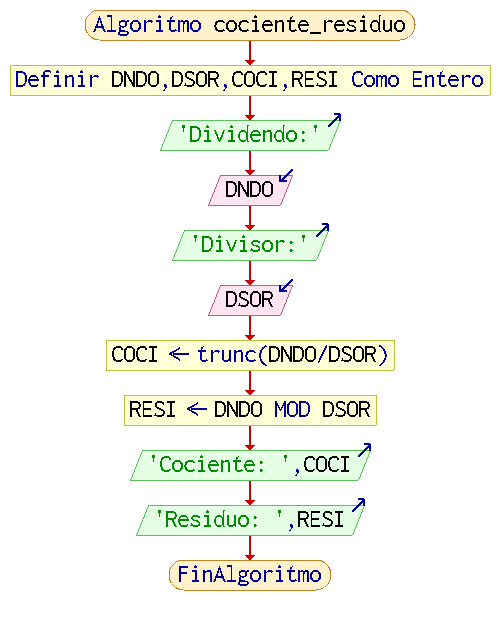 Algoritmo cociente_residuo
Definir DNDO,DSOR,COCI,RESI Como Entero
'Dividendo:'
DNDO
'Divisor:'
DSOR
COCI ← trunc(DNDO/DSOR)
RESI ← DNDO MOD DSOR
'Cociente: ',COCI
'Residuo: ',RESI
FinAlgoritmo